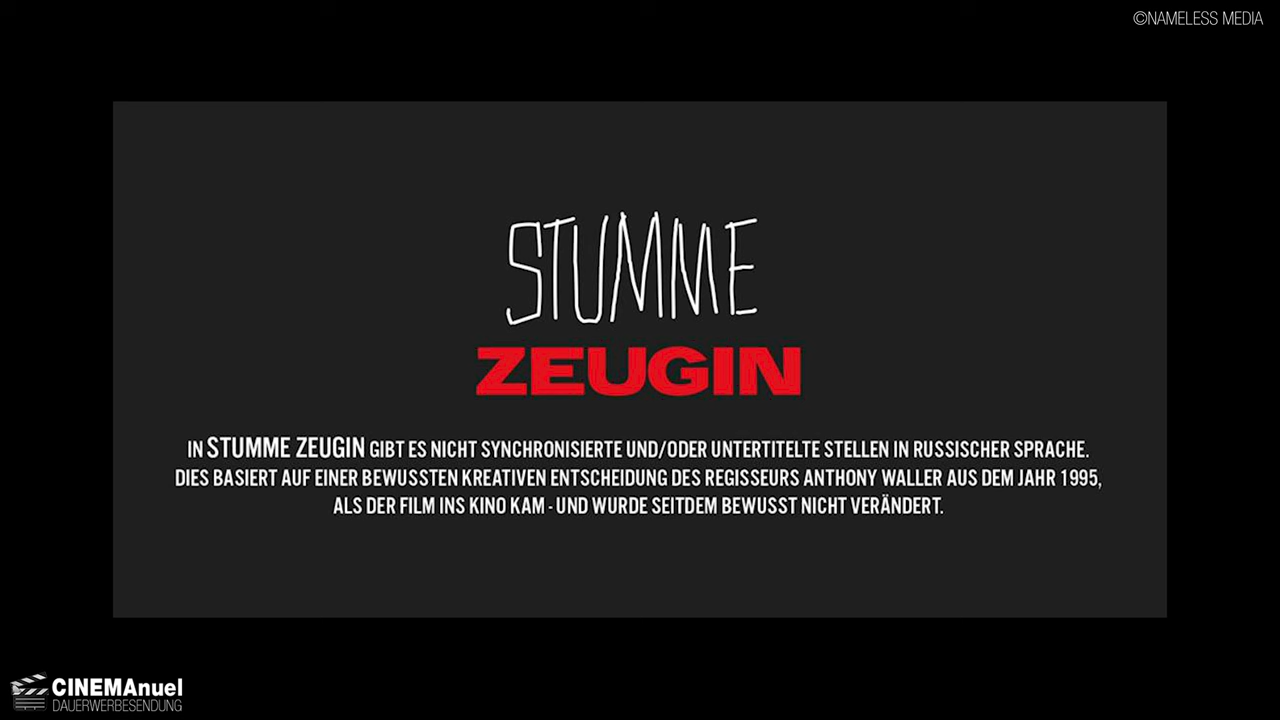 ©NAMELESS MEDIA
STUMME
ZEUGIN
IN STUMME ZEUGIN GIBT ES NICHT SYNCHRONISIERTE UND/ODER UNTERTITELTE STELLEN IN RUSSISCHER SPRACHE.
DIES BASIERT AUF EINER BEWUSSTEN KREATIVEN ENTSCHEIDUNG DES REGISSEURS ANTHONY WALLER AUS DEM JAHR 1995,
ALS DER FILM INS KINO KAM - UND WURDE SEITDEM BEWUSST NICHT VERÄNDERT.
CINEMAnuel
DAUERWERBESENDUNG